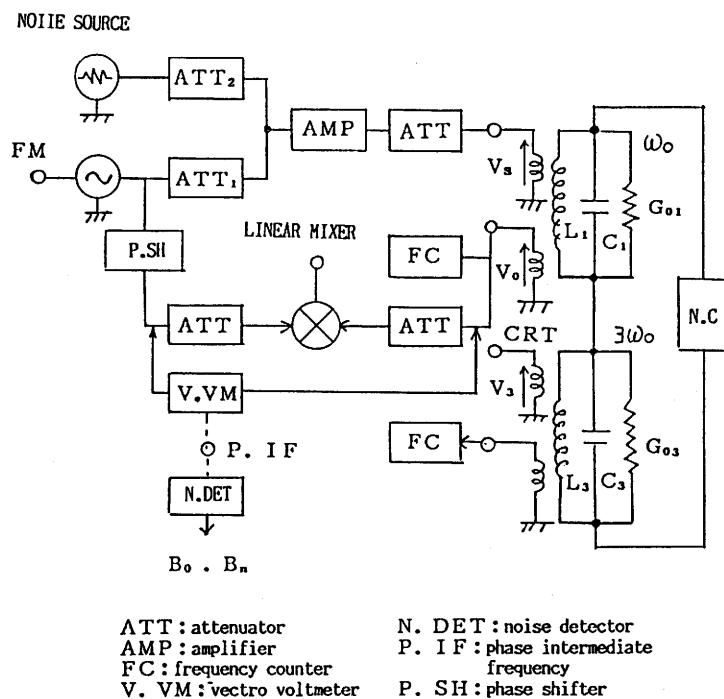 NOIIE SOURCE
ATT₂
AMP
ATT
FM
ATT₁
Vs
ω₀
L₁
C₁
G₀₁
P.SH
LINEAR MIXER
FC
V₀
N.C
ATT
ATT
CRT
3ω₀
V.VM
V₃
P. IF
FC
L₃
C₃
G₀₃
N.DET
B₀ . Bₙ
ATT : attenuator
AMP : amplifier
FC : frequency counter
V. VM : vectro voltmeter
N. DET : noise detector
P. IF : phase intermediate
frequency
P. SH : phase shifter